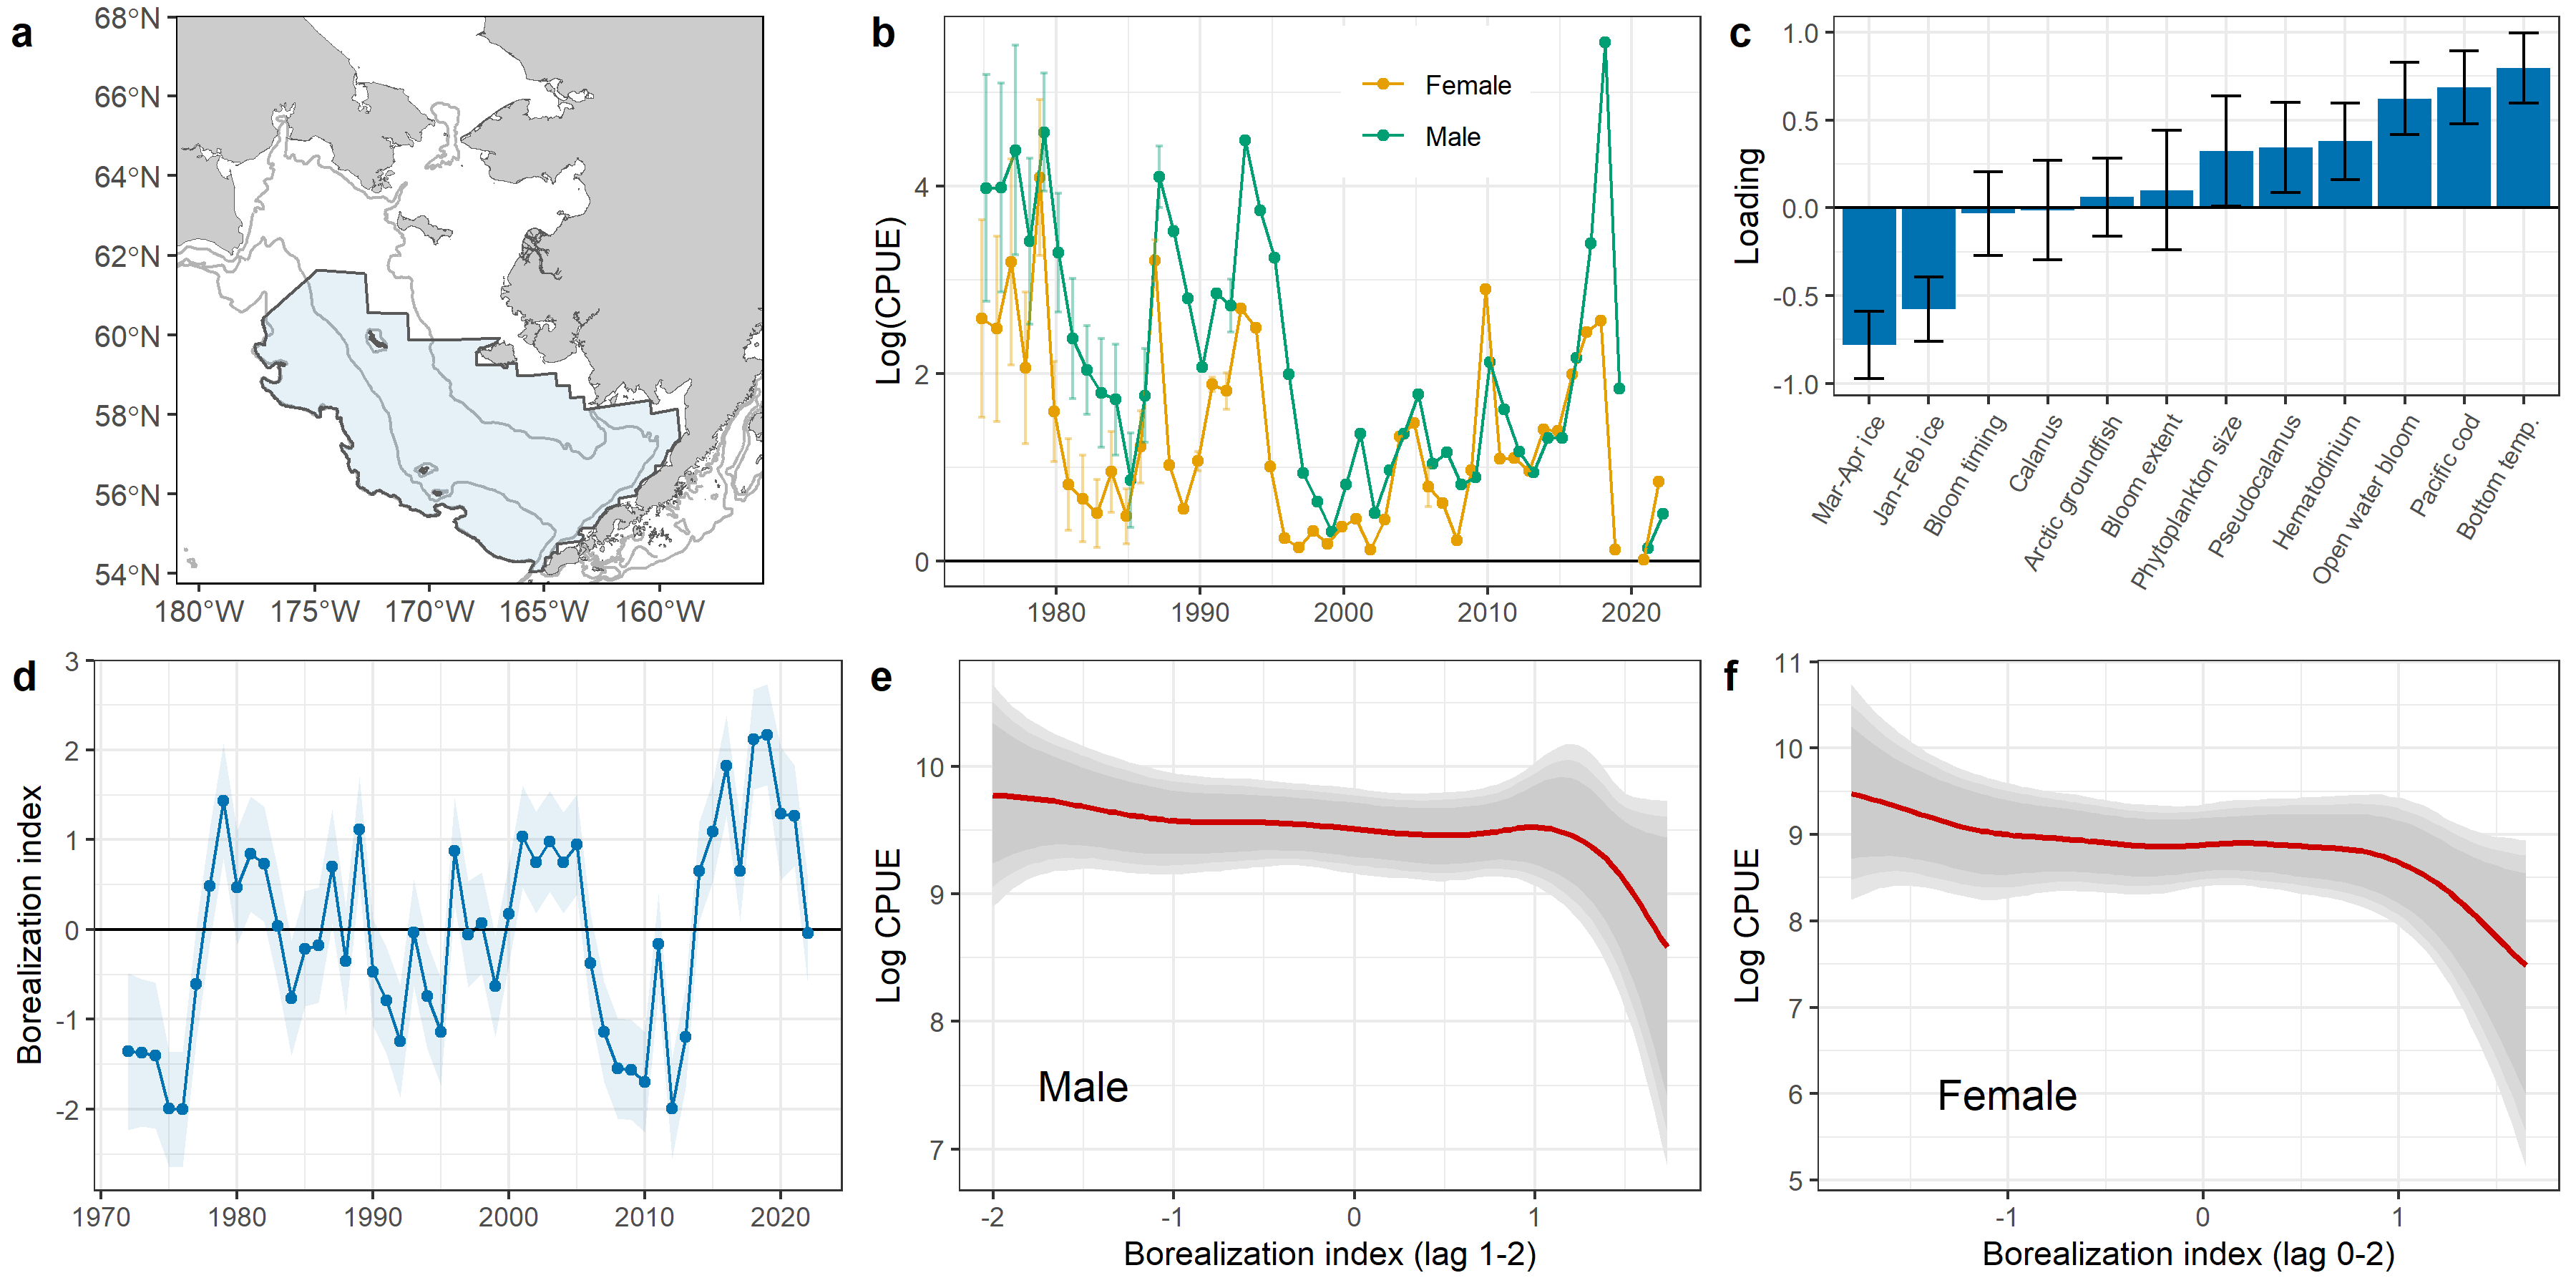 a
68°N
66°N
64°N
62°N
60°N
58°N
56°N
54°N
180°W 175°W 170°W 165°W 160°W
b
Log(CPUE)
4
2
0
Female
Male
1980 1990 2000 2010 2020
c
Loading
1.0
0.5
0.0
-0.5
-1.0
Mar-Apr ice
Jan-Feb ice
Bloom timing
Calanus
Arctic groundfish
Bloom extent
Phytoplankton size
Pseudocalanus
Hematodinium
Open water bloom
Pacific cod
Bottom temp.
d
Borealization index
3
2
1
0
-1
-2
1970 1980 1990 2000 2010 2020
e
Log CPUE
10
9
8
7
Male
-2 -1 0 1
Borealization index (lag 1-2)
f
Log CPUE
11
10
9
8
7
6
5
Female
-1 0 1
Borealization index (lag 0-2)